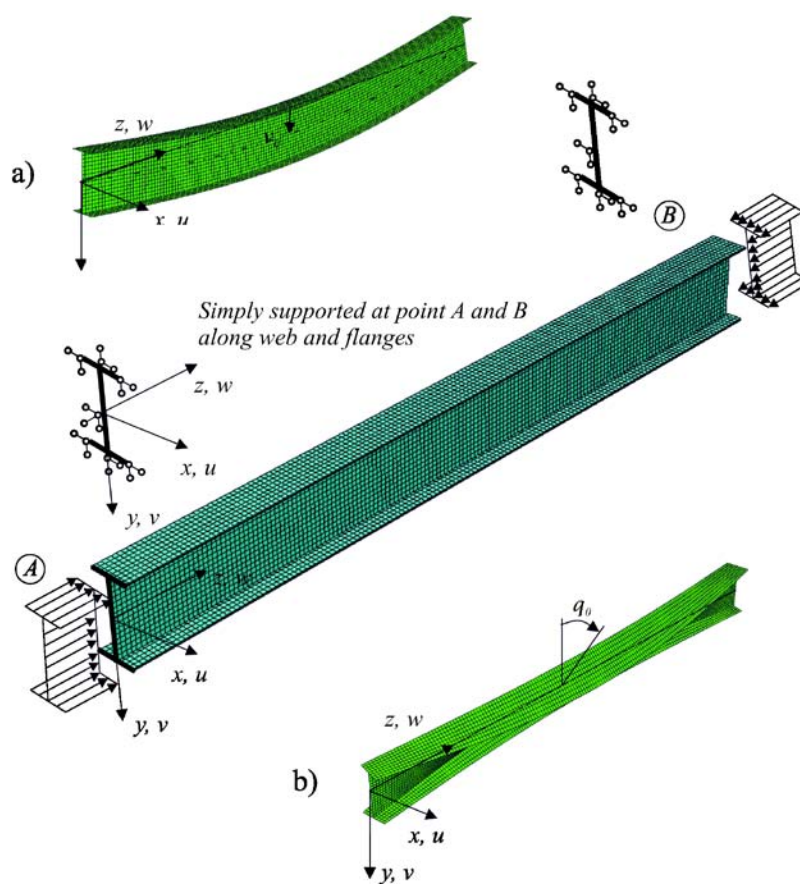 z, w
a)
x, u
B
Simply supported at point A and B
along web and flanges
z, w
x, u
y, v
A
z, w
x, u
y, v
q₀
z, w
b)
x, u
y, v